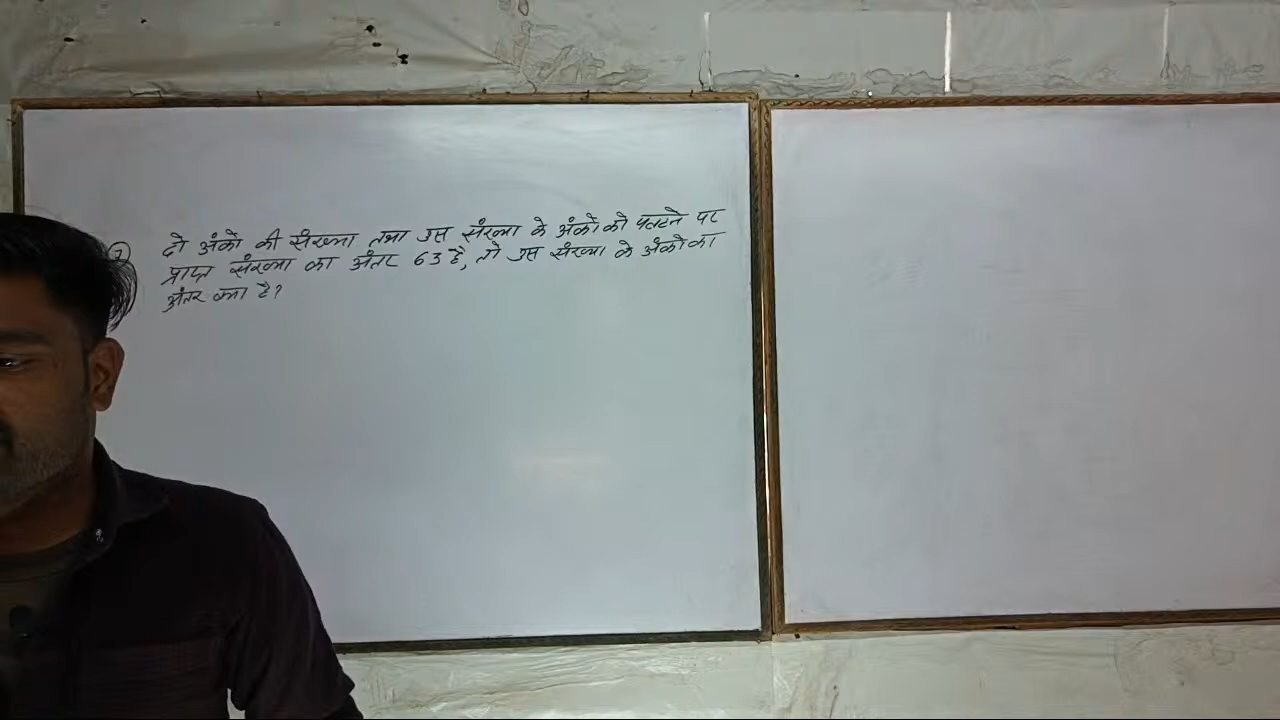 दो अंकों की संख्या तथा उस संख्या के अंकों को पलटने पर
प्राप्त संख्या का अंतर 63 है, तो उस संख्या के अंकों का
अंतर क्या है?